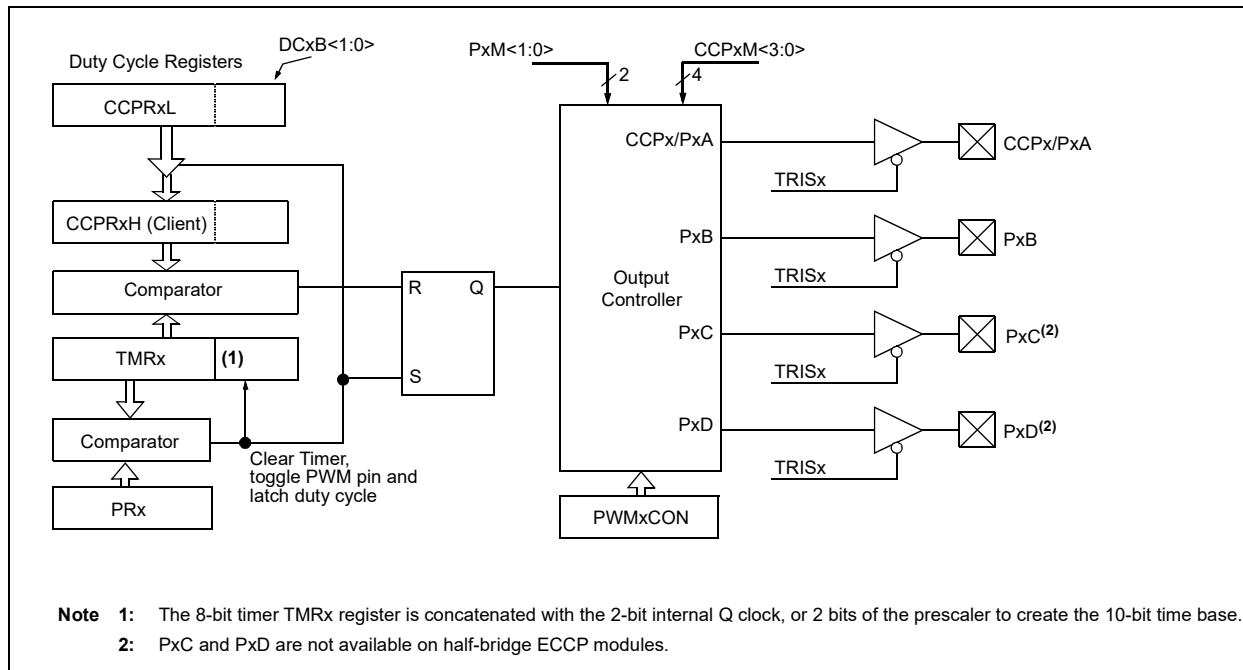 DCxB<1:0>
Duty Cycle Registers
CCPRxL
CCPRxH (Client)
Comparator
TMRx
(1)
Comparator
PRx
Clear Timer,
toggle PWM pin and
latch duty cycle
R
Q
S
PxM<1:0>
2
CCPxM<3:0>
4
Output
Controller
CCPx/PxA
TRISx
CCPx/PxA
PxB
TRISx
PxB
PxC
TRISx
PxC(2)
PxD
TRISx
PxD(2)
PWMxCON
Note 1: The 8-bit timer TMRx register is concatenated with the 2-bit internal Q clock, or 2 bits of the prescaler to create the 10-bit time base.
2: PxC and PxD are not available on half-bridge ECCP modules.